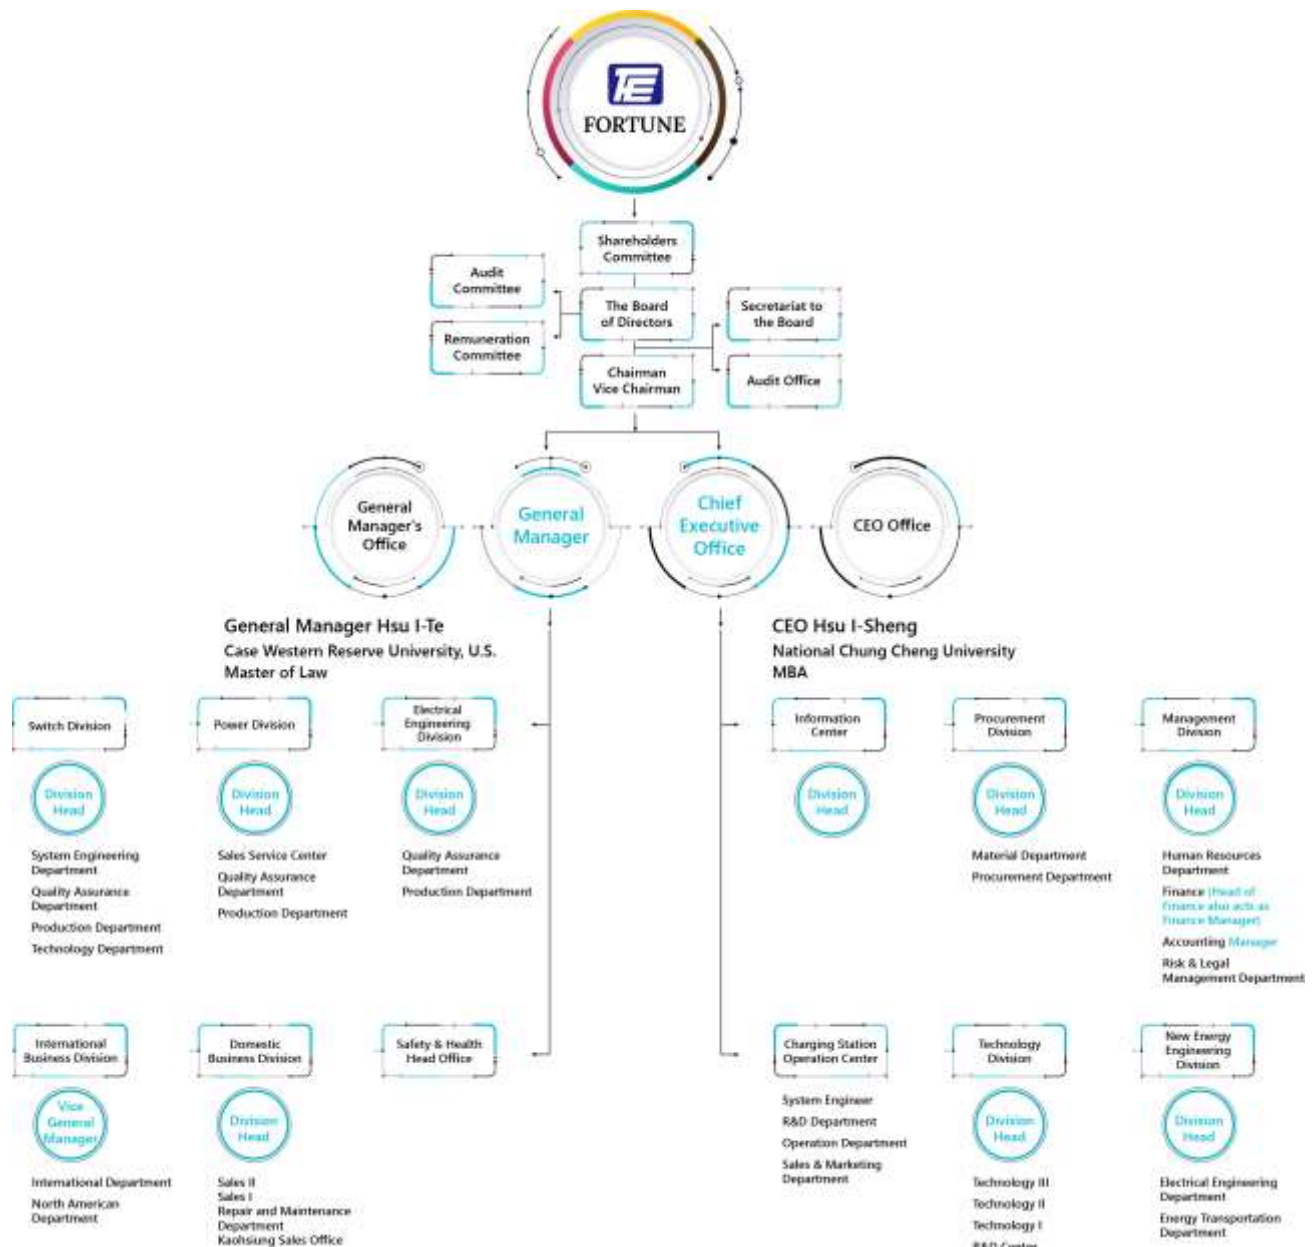 FORTUNE
Shareholders
Committee
Audit
Committee
The Board
of Directors
Secretariat to
the Board
Remuneration
Committee
Chairman
Vice Chairman
Audit Office
General
Manager's
Office
General
Manager
Chief
Executive
Office
CEO Office
General Manager Hsu I-Te
Case Western Reserve University, U.S.
Master of Law
CEO Hsu I-Sheng
National Chung Cheng University
MBA
Switch Division
Division
Head
System Engineering
Department
Quality Assurance
Department
Production Department
Technology Department
Power Division
Division
Head
Sales Service Center
Quality Assurance
Department
Production Department
Electrical
Engineering
Division
Division
Head
Quality Assurance
Department
Production Department
Information
Center
Division
Head
Procurement
Division
Division
Head
Material Department
Procurement Department
Management
Division
Division
Head
Human Resources
Department
Finance (Head of
Finance also acts as
Finance Manager)
Accounting Manager
Risk & Legal
Management Department
International
Business Division
Vice
General
Manager
International Department
North American
Department
Domestic
Business Division
Division
Head
Sales II
Sales I
Repair and Maintenance
Department
Kaohsiung Sales Office
Safety & Health
Head Office
Charging Station
Operation Center
System Engineer
R&D Department
Operation Department
Sales & Marketing
Department
Technology
Division
Division
Head
Technology III
Technology II
Technology I
R&D Center
New Energy
Engineering
Division
Division
Head
Electrical Engineering
Department
Energy Transportation
Department